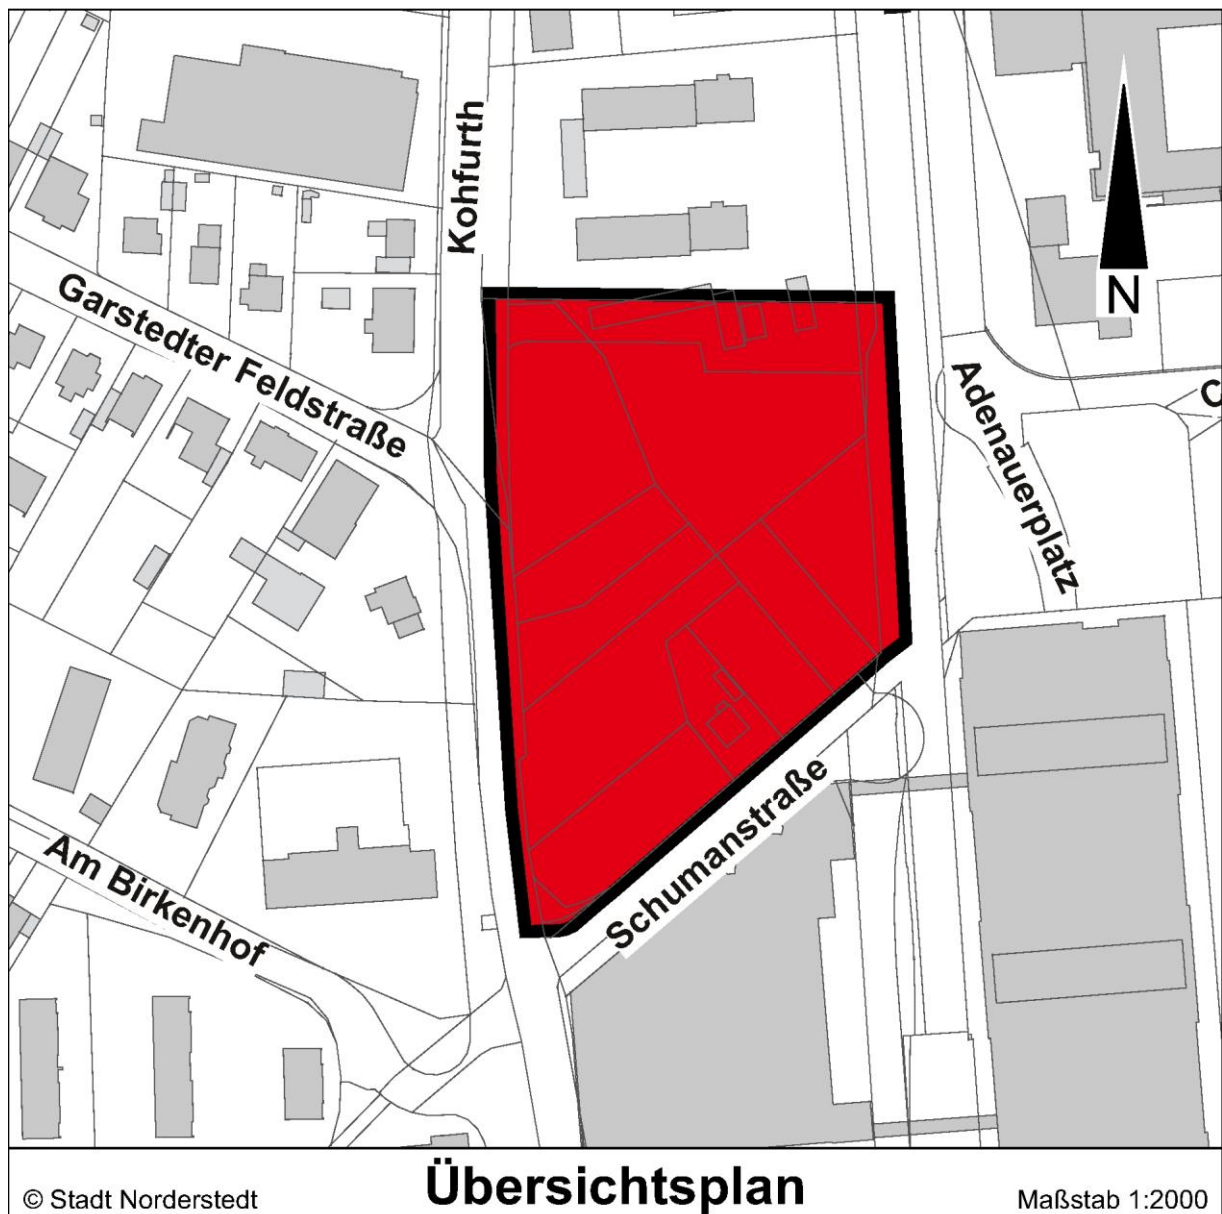 Kohfurth
N
Garstedter Feldstraße
Adenauerplatz
Schumanstraße
Am Birkenhof
Übersichtsplan
© Stadt Norderstedt
Maßstab 1:2000